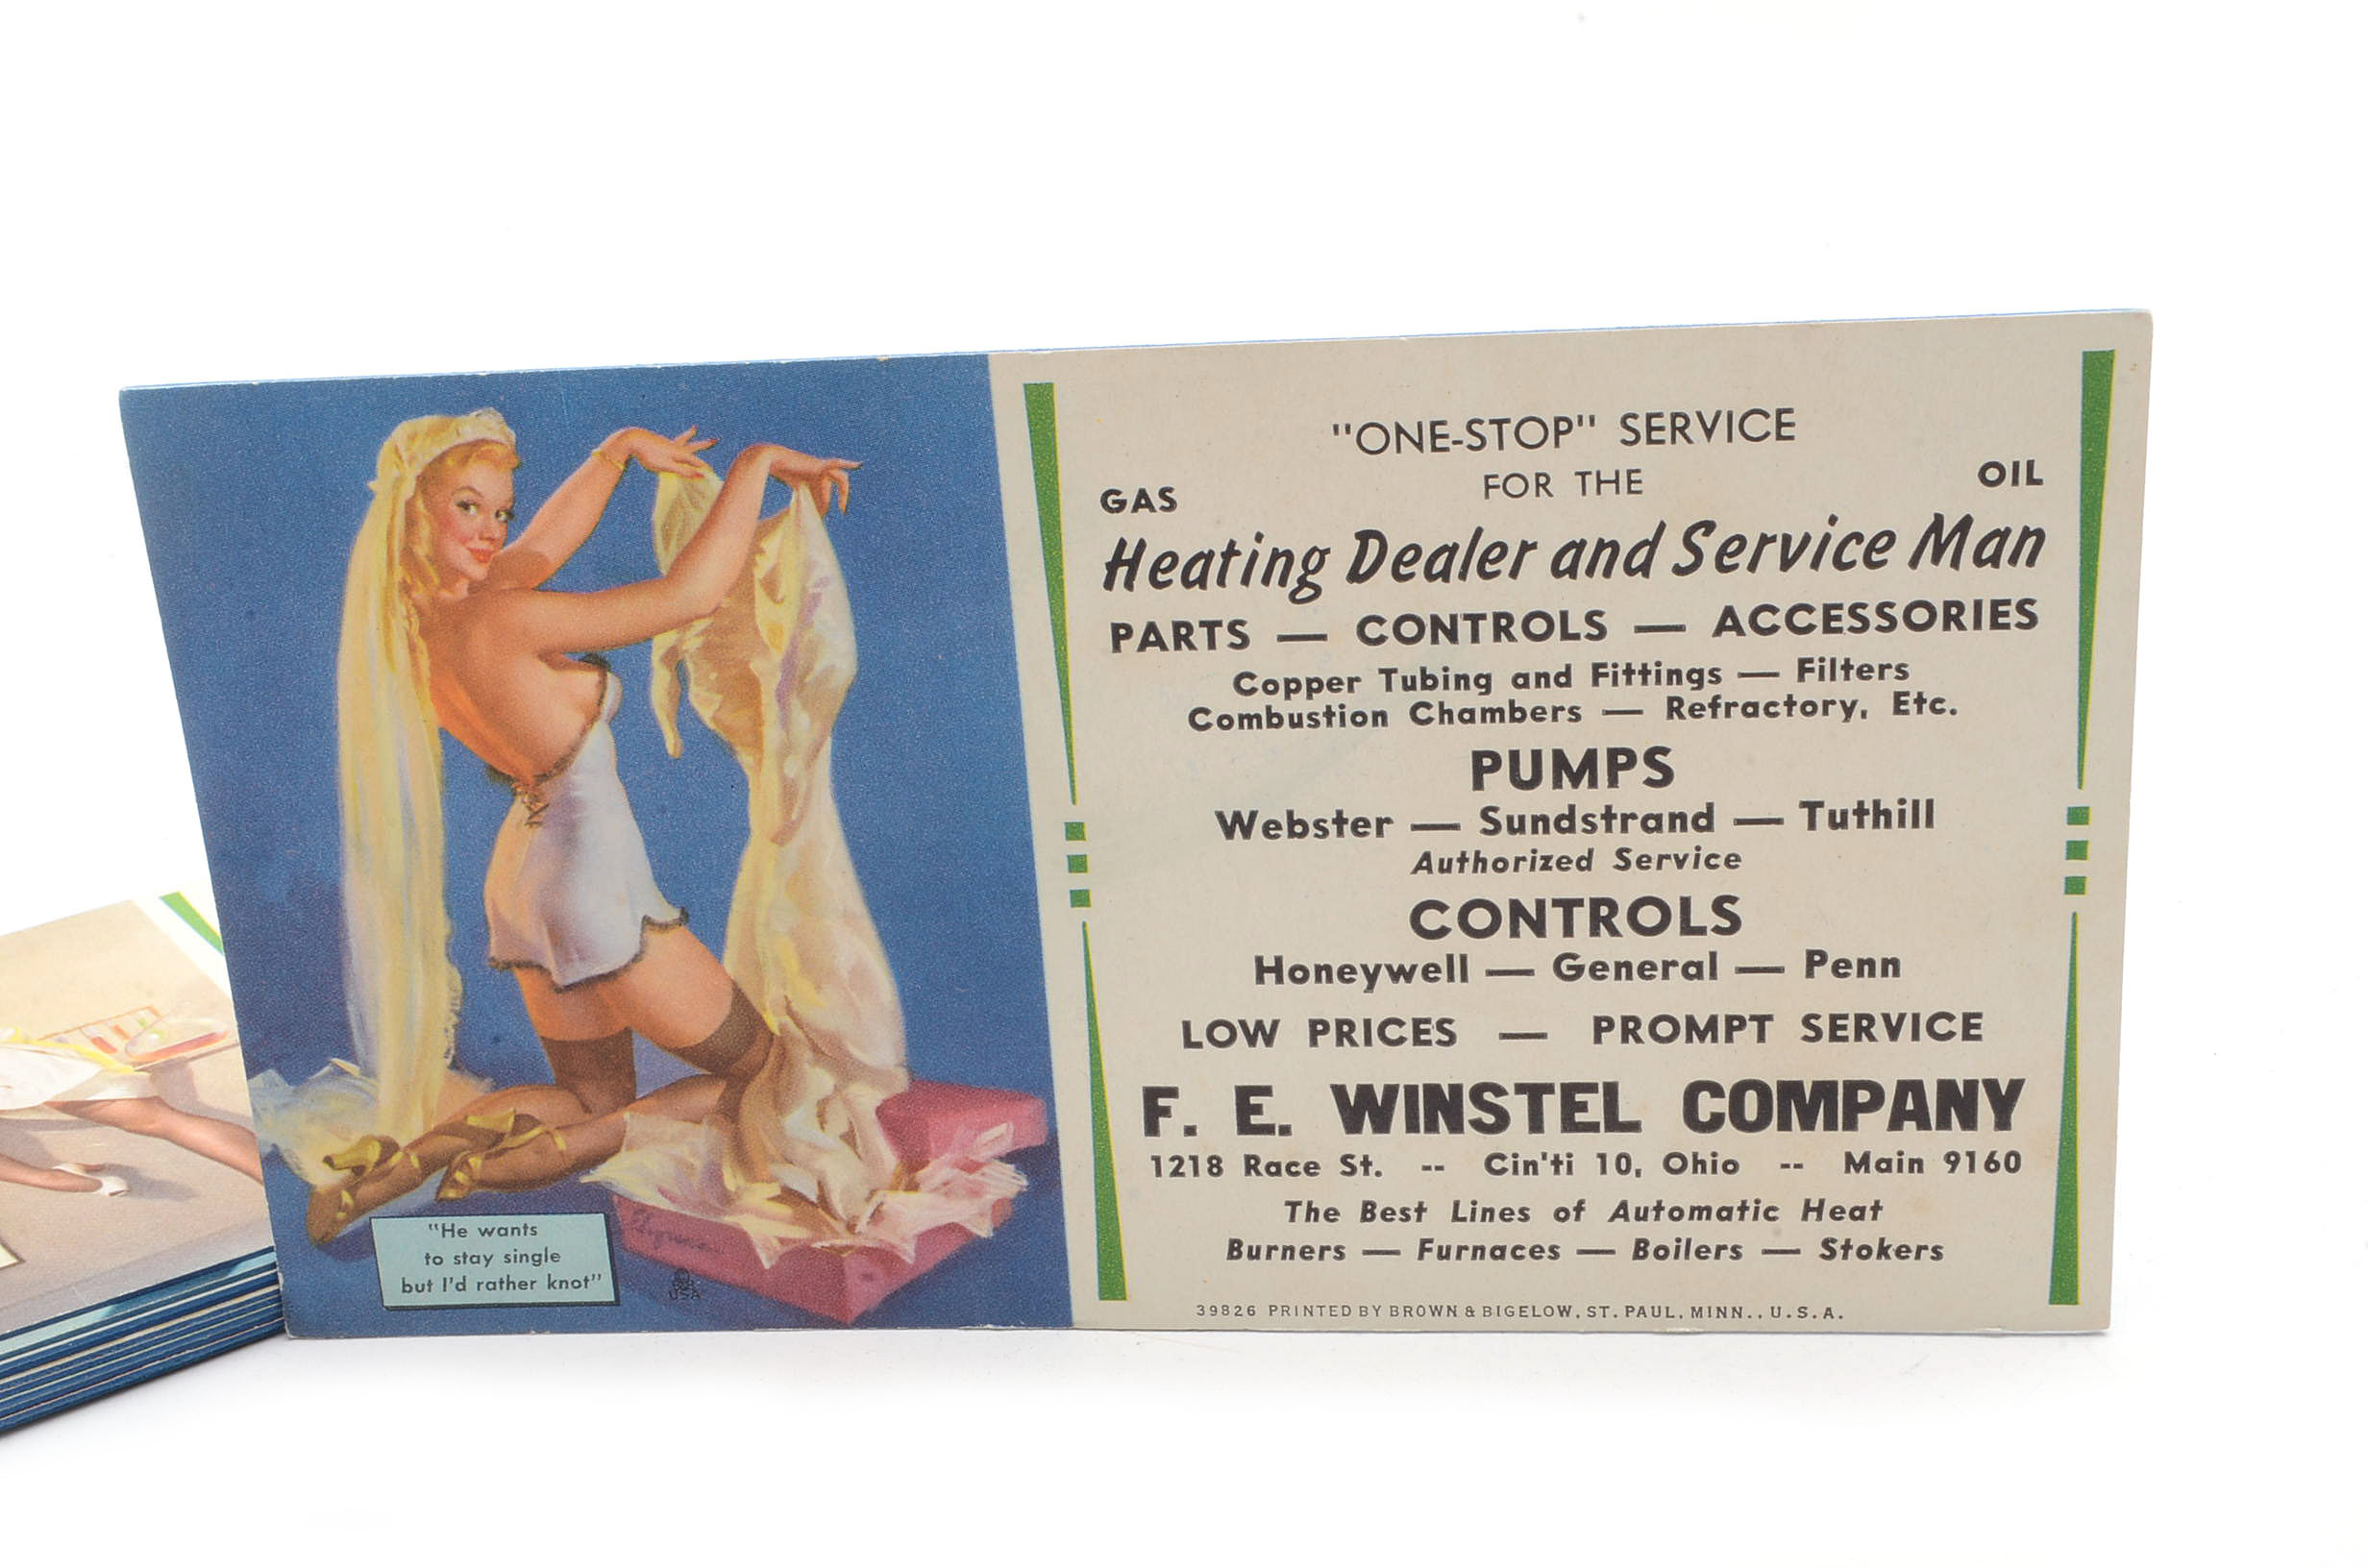 "ONE-STOP" SERVICE
FOR THE
GAS
OIL
Heating Dealer and Service Man
PARTS — CONTROLS — ACCESSORIES
Copper Tubing and Fittings — Filters
Combustion Chambers — Refractory, Etc.
PUMPS
Webster — Sundstrand — Tuthill
Authorized Service
CONTROLS
Honeywell — General — Penn
LOW PRICES — PROMPT SERVICE
F. E. WINSTEL COMPANY
1218 Race St. -- Cin'ti 10, Ohio -- Main 9160
The Best Lines of Automatic Heat
Burners — Furnaces — Boilers — Stokers
39826 PRINTED BY BROWN & BIGELOW, ST. PAUL, MINN., U.S.A.
"He wants
to stay single
but I'd rather knot"
Elvgren
USA